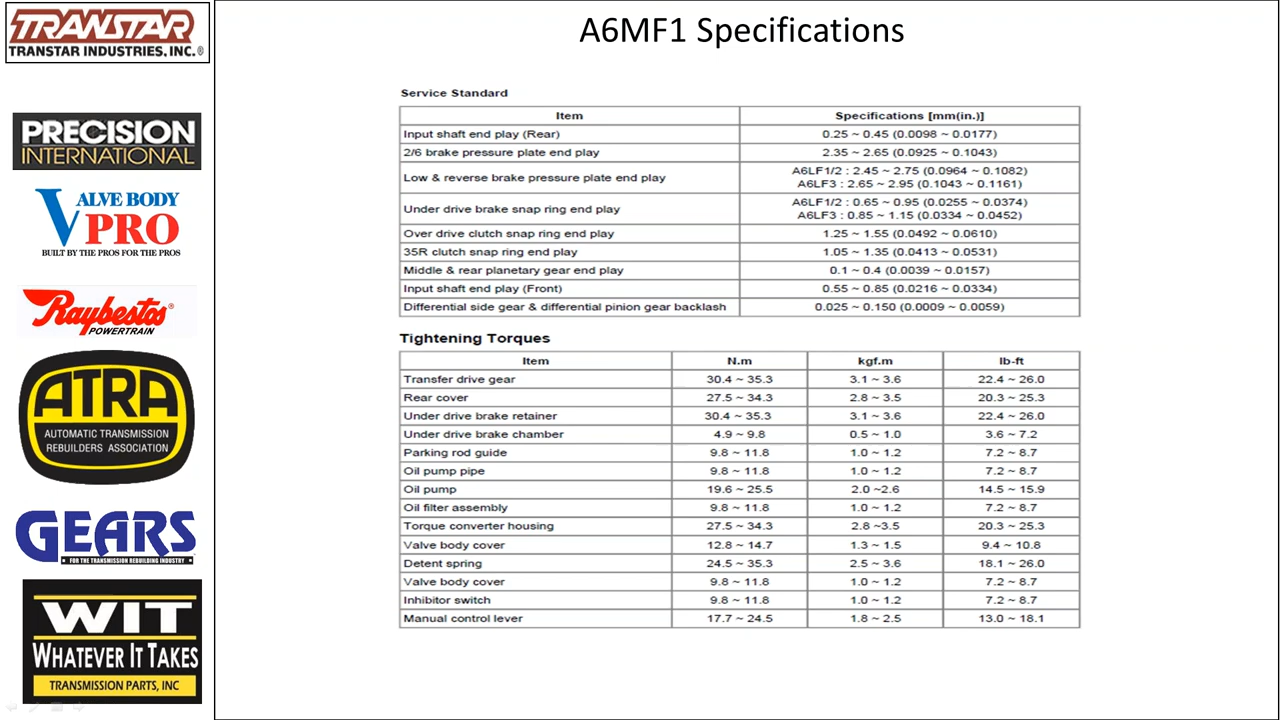 TRANSTAR
TRANSTAR INDUSTRIES, INC.®
PRECISION
INTERNATIONAL
VALVE BODY
PRO
BUILT BY THE PROS FOR THE PROS
Raybestos®
POWERTRAIN
ATRA
AUTOMATIC TRANSMISSION
REBUILDERS ASSOCIATION
GEARS
FOR THE TRANSMISSION REBUILDING INDUSTRY
WIT
WHATEVER IT TAKES
TRANSMISSION PARTS, INC
A6MF1 Specifications
Service Standard
Item Specifications [mm(in.)]
Input shaft end play (Rear) 0.25 ~ 0.45 (0.0098 ~ 0.0177)
2/6 brake pressure plate end play 2.35 ~ 2.65 (0.0925 ~ 0.1043)
Low & reverse brake pressure plate end play A6LF1/2 : 2.45 ~ 2.75 (0.0964 ~ 0.1082)
A6LF3 : 2.65 ~ 2.95 (0.1043 ~ 0.1161)
Under drive brake snap ring end play A6LF1/2 : 0.65 ~ 0.95 (0.0255 ~ 0.0374)
A6LF3 : 0.85 ~ 1.15 (0.0334 ~ 0.0452)
Over drive clutch snap ring end play 1.25 ~ 1.55 (0.0492 ~ 0.0610)
35R clutch snap ring end play 1.05 ~ 1.35 (0.0413 ~ 0.0531)
Middle & rear planetary gear end play 0.1 ~ 0.4 (0.0039 ~ 0.0157)
Input shaft end play (Front) 0.55 ~ 0.85 (0.0216 ~ 0.0334)
Differential side gear & differential pinion gear backlash 0.025 ~ 0.150 (0.0009 ~ 0.0059)
Tightening Torques
Item N.m kgf.m lb-ft
Transfer drive gear 30.4 ~ 35.3 3.1 ~ 3.6 22.4 ~ 26.0
Rear cover 27.5 ~ 34.3 2.8 ~ 3.5 20.3 ~ 25.3
Under drive brake retainer 30.4 ~ 35.3 3.1 ~ 3.6 22.4 ~ 26.0
Under drive brake chamber 4.9 ~ 9.8 0.5 ~ 1.0 3.6 ~ 7.2
Parking rod guide 9.8 ~ 11.8 1.0 ~ 1.2 7.2 ~ 8.7
Oil pump pipe 9.8 ~ 11.8 1.0 ~ 1.2 7.2 ~ 8.7
Oil pump 19.6 ~ 25.5 2.0 ~2.6 14.5 ~ 15.9
Oil filter assembly 9.8 ~ 11.8 1.0 ~ 1.2 7.2 ~ 8.7
Torque converter housing 27.5 ~ 34.3 2.8 ~3.5 20.3 ~ 25.3
Valve body cover 12.8 ~ 14.7 1.3 ~ 1.5 9.4 ~ 10.8
Detent spring 24.5 ~ 35.3 2.5 ~ 3.6 18.1 ~ 26.0
Valve body cover 9.8 ~ 11.8 1.0 ~ 1.2 7.2 ~ 8.7
Inhibitor switch 9.8 ~ 11.8 1.0 ~ 1.2 7.2 ~ 8.7
Manual control lever 17.7 ~ 24.5 1.8 ~ 2.5 13.0 ~ 18.1